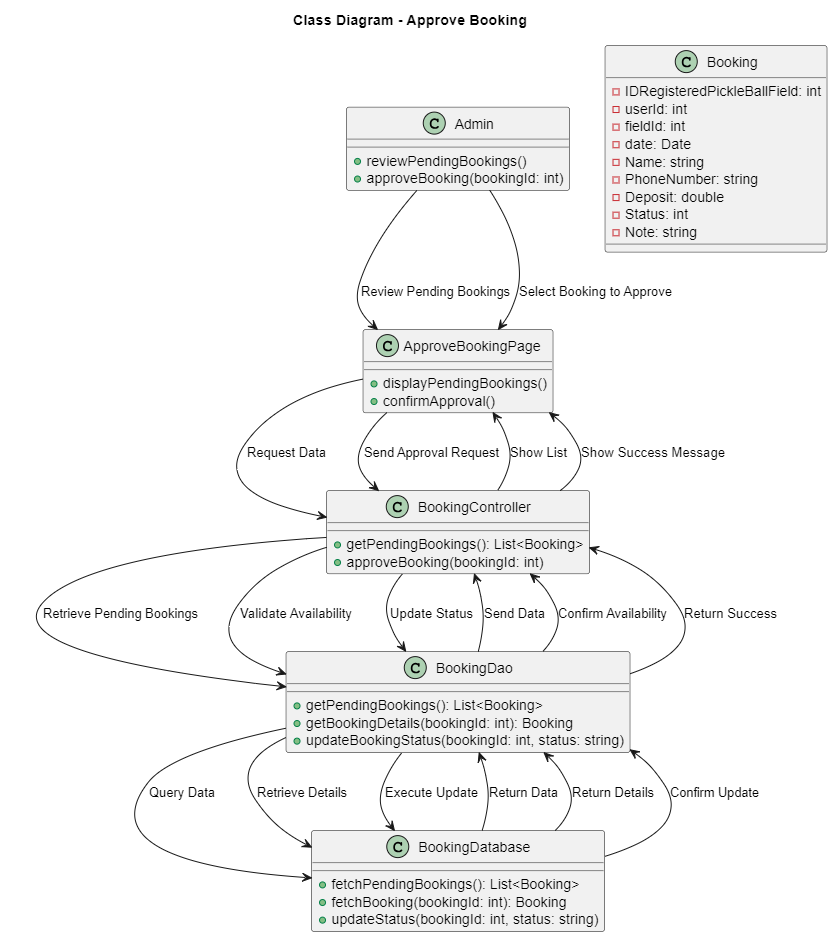 Class Diagram - Approve Booking
C Booking
IDRegisteredPickleBallField: int
userId: int
fieldId: int
date: Date
Name: string
PhoneNumber: string
Deposit: double
Status: int
Note: string
C Admin
reviewPendingBookings()
approveBooking(bookingId: int)
Review Pending Bookings
Select Booking to Approve
C ApproveBookingPage
displayPendingBookings()
confirmApproval()
Request Data
Send Approval Request
Show List
Show Success Message
C BookingController
getPendingBookings(): List<Booking>
approveBooking(bookingId: int)
Retrieve Pending Bookings
Validate Availability
Update Status
Send Data
Confirm Availability
Return Success
C BookingDao
getPendingBookings(): List<Booking>
getBookingDetails(bookingId: int): Booking
updateBookingStatus(bookingId: int, status: string)
Query Data
Retrieve Details
Execute Update
Return Data
Return Details
Confirm Update
C BookingDatabase
fetchPendingBookings(): List<Booking>
fetchBooking(bookingId: int): Booking
updateStatus(bookingId: int, status: string)